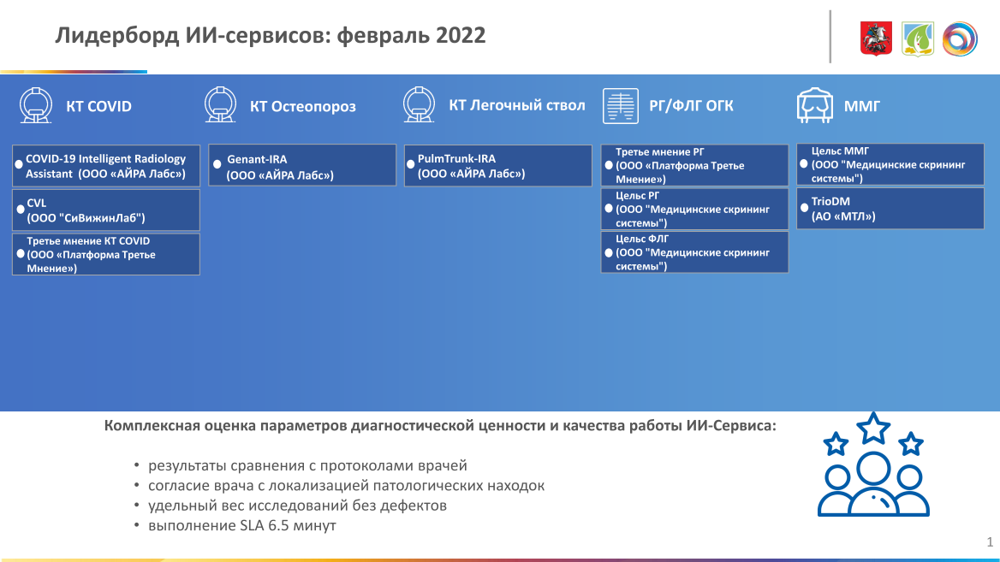 Лидерборд ИИ-сервисов: февраль 2022
КТ COVID
COVID-19 Intelligent Radiology
Assistant (ООО «АЙРА Лабс»)
CVL
(ООО "СиВижинЛаб")
Третье мнение КТ COVID
(ООО «Платформа Третье
Мнение»)
КТ Остеопороз
Genant-IRA
(ООО «АЙРА Лабс»)
КТ Легочный ствол
PulmTrunk-IRA
(ООО «АЙРА Лабс»)
РГ/ФЛГ ОГК
Третье мнение РГ
(ООО «Платформа Третье
Мнение»)
Цельс РГ
(ООО "Медицинские скрининг
системы")
Цельс ФЛГ
(ООО "Медицинские скрининг
системы")
ММГ
Цельс ММГ
(ООО "Медицинские скрининг
системы")
TrioDM
(АО «МТЛ»)
Комплексная оценка параметров диагностической ценности и качества работы ИИ-Сервиса:
• результаты сравнения с протоколами врачей
• согласие врача с локализацией патологических находок
• удельный вес исследований без дефектов
• выполнение SLA 6.5 минут
1